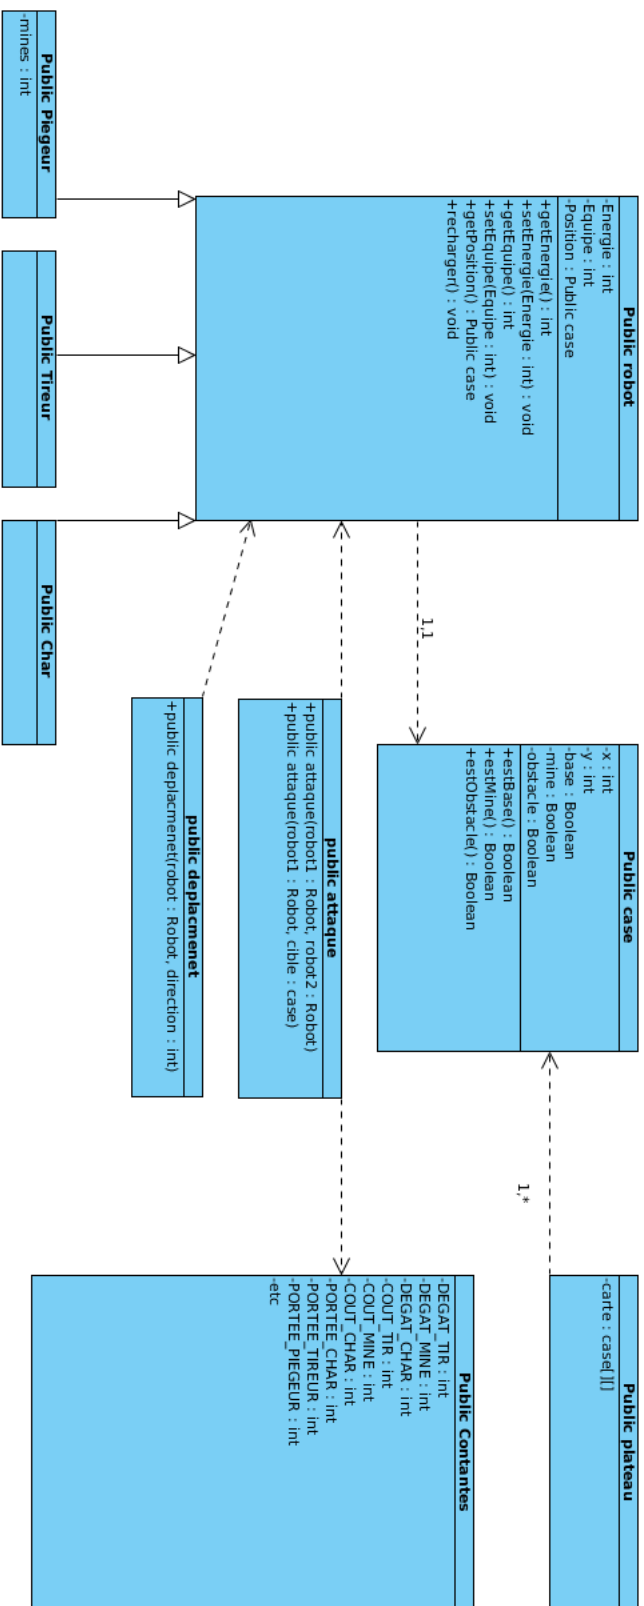 Public robot
-Energie : int
-Equipe : int
-Position : Public case
+getEnergie() : int
+setEnergie(Energie : int) : void
+getEquipe() : int
+setEquipe(Equipe : int) : void
+getPosition() : Public case
+recharger() : void
1,1
Public case
-x : int
-y : int
-base : Boolean
-mine : Boolean
-obstacle : Boolean
+estBase() : Boolean
+estMine() : Boolean
+estObstacle() : Boolean
1,*
Public plateau
-carte : case[][]
public attaque
+public attaque(robot1 : Robot, robot2 : Robot)
+public attaque(robot1 : Robot, cible : case)
public deplacmenet
+public deplacmenet(robot : Robot, direction : int)
Public Contantes
-DEGAT_TIR : int
-DEGAT_MINE : int
-DEGAT_CHAR : int
-COUT_TIR : int
-COUT_MINE : int
-COUT_CHAR : int
-PORTEE_CHAR : int
-PORTEE_TIREUR : int
-PORTEE_PIEGEUR : int
-etc
Public Piegeur
-mines : int
Public Tireur
Public Char